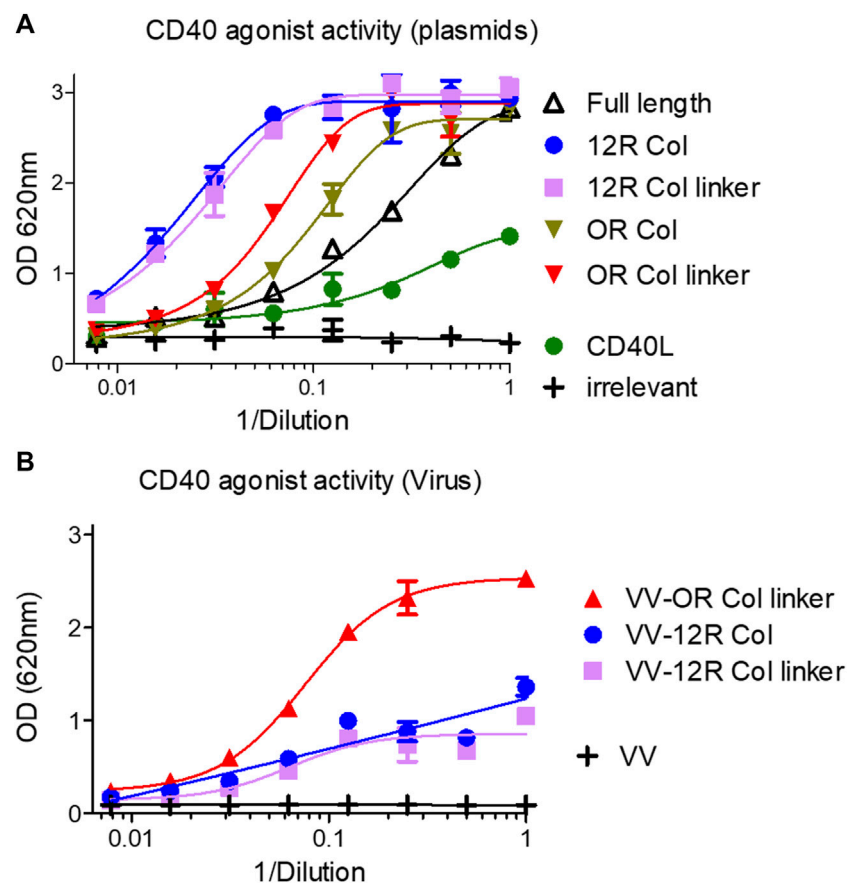 A
CD40 agonist activity (plasmids)
3
2
1
0
OD 620nm
0.01
0.1
1
1/Dilution
Full length
12R Col
12R Col linker
OR Col
OR Col linker
CD40L
irrelevant
B
CD40 agonist activity (Virus)
3
2
1
0
OD (620nm)
0.01
0.1
1
1/Dilution
VV-OR Col linker
VV-12R Col
VV-12R Col linker
VV